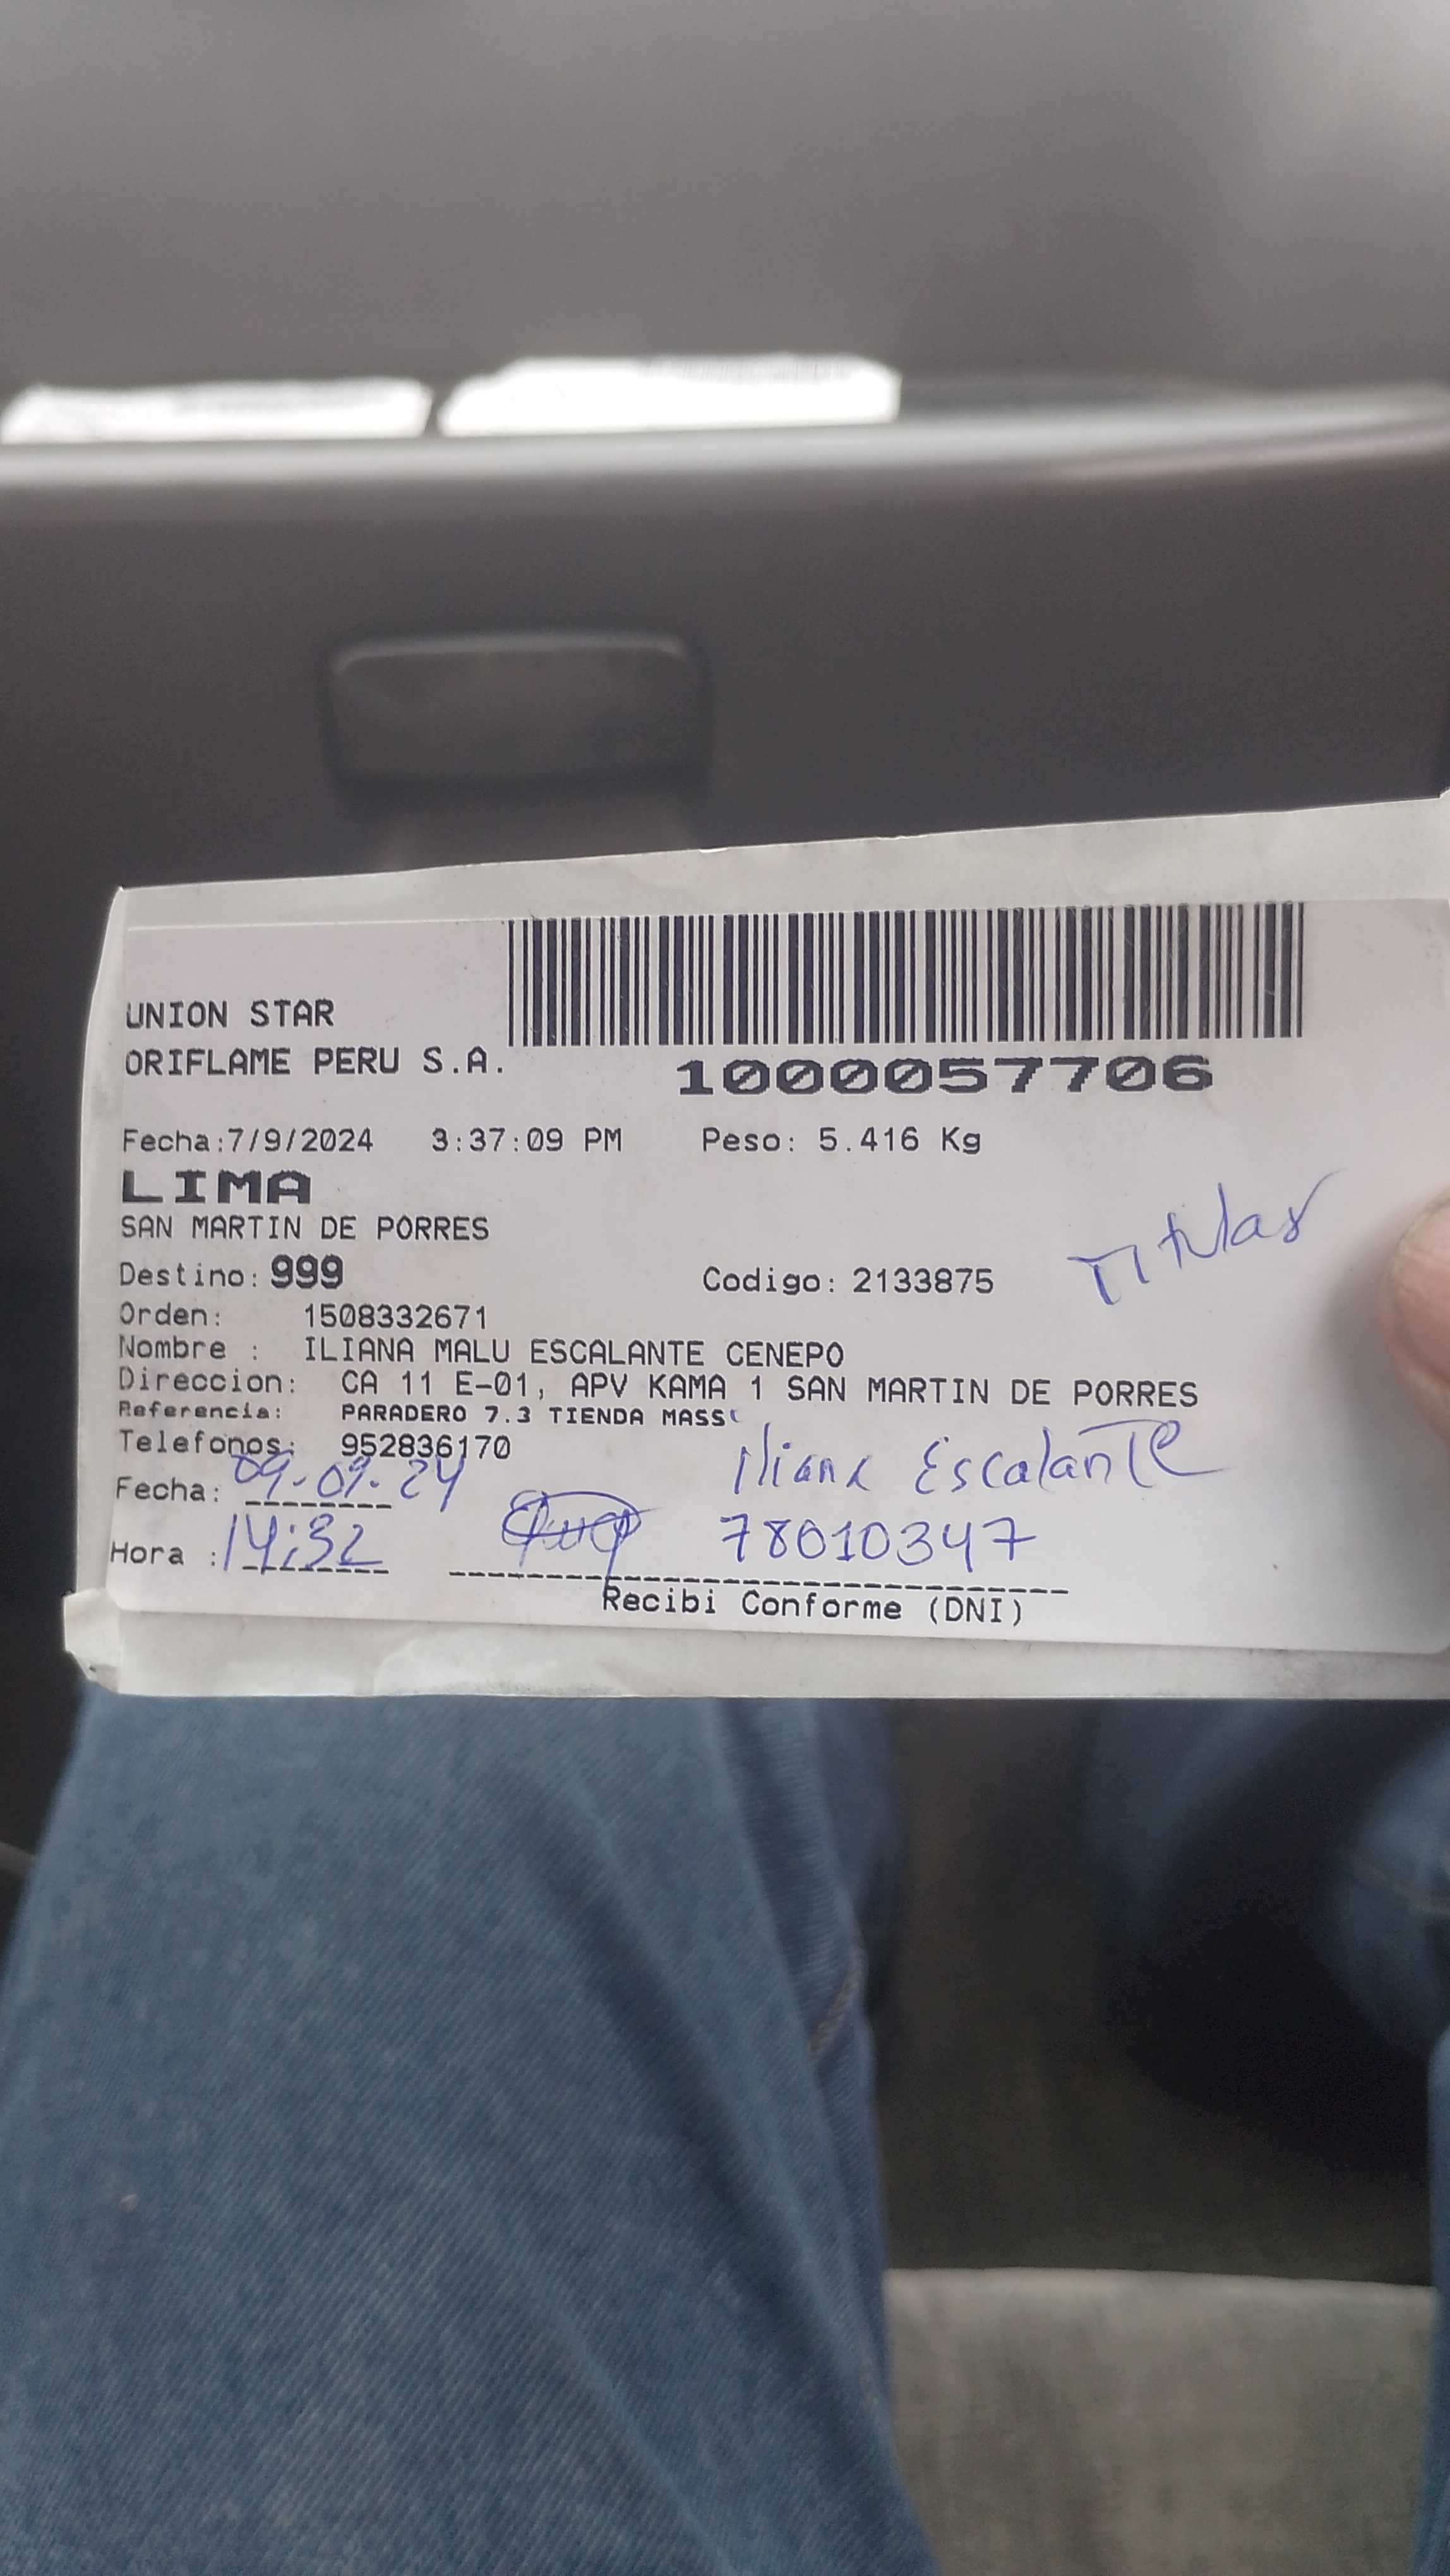 UNION STAR
ORIFLAME PERU S.A.
1000057706
Fecha:7/9/2024 3:37:09 PM Peso: 5.416 Kg
LIMA
SAN MARTIN DE PORRES
Titular
Destino: 999 Codigo: 2133875
Orden: 1508332671
Nombre : ILIANA MALU ESCALANTE CENEPO
Direccion: CA 11 E-01, APV KAMA 1 SAN MARTIN DE PORRES
Referencia: PARADERO 7.3 TIENDA MASS
Telefonos: 952836170
Iliana Escalante
Fecha: 09-09-24
Hora : 14:32 78010347
Recibi Conforme (DNI)